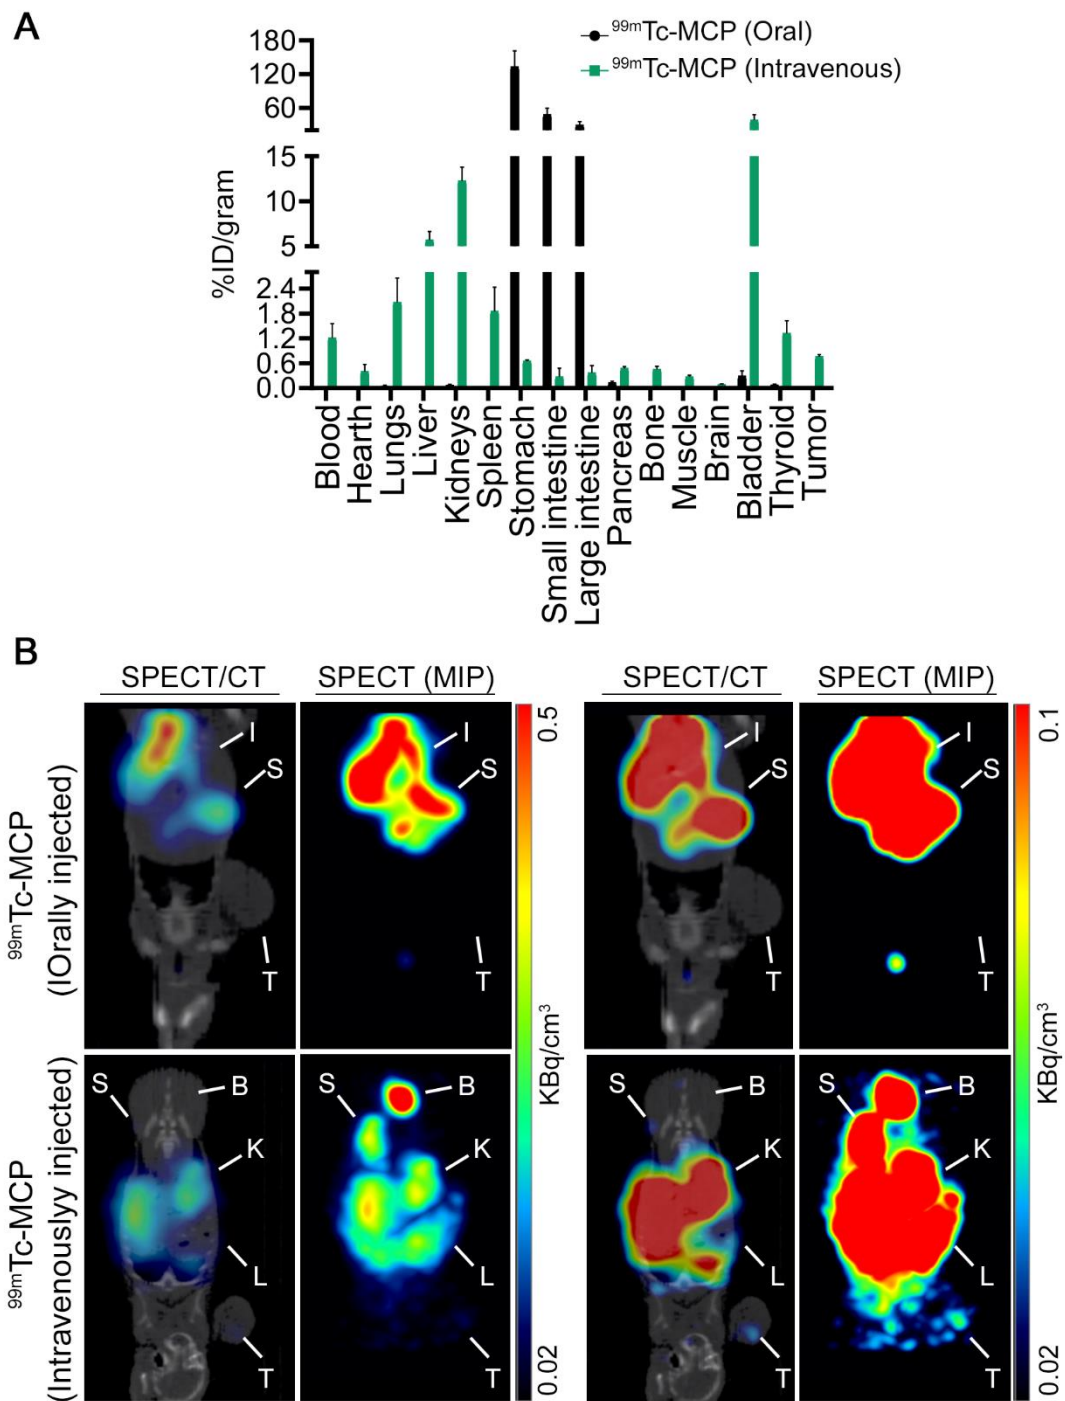 A
99mTc-MCP (Oral)
99mTc-MCP (Intravenous)
%ID/gram
180
120
60
15
10
5
2.4
1.8
1.2
0.6
0.0
Blood
Hearth
Lungs
Liver
Kidneys
Spleen
Stomach
Small intestine
Large intestine
Pancreas
Bone
Muscle
Brain
Bladder
Thyroid
Tumor
B
SPECT/CT
SPECT (MIP)
SPECT/CT
SPECT (MIP)
99mTc-MCP
(IOrally injected)
I
S
T
I
S
T
0.5
KBq/cm³
0.02
I
S
T
I
S
T
0.1
KBq/cm³
0.02
99mTc-MCP
(Intravenouslyy injected)
S
B
K
L
T
S
B
K
L
S
B
K
L
T
S
B
K
L
T
T